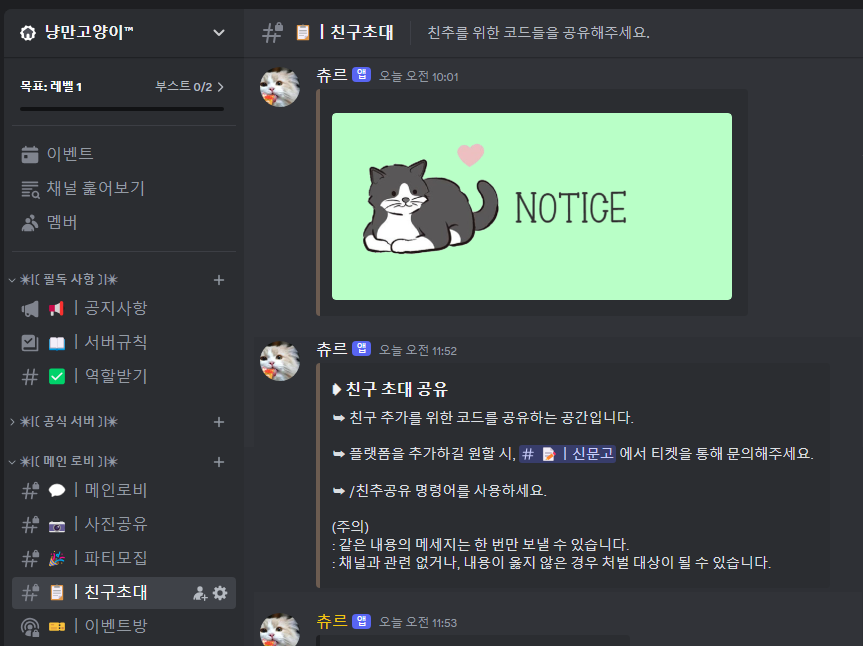 냥만고양이™
목표: 레벨 1
부스트 0/2
이벤트
채널 훑어보기
멤버
✴|〔 필독 사항 〕|✴
| 공지사항
| 서버규칙
| 역할받기
✴|〔 공식 서버 〕|✴
✴|〔 메인 로비 〕|✴
| 메인로비
| 사진공유
| 파티모집
| 친구초대
| 이벤트방
| 친구초대
친추를 위한 코드들을 공유해주세요.
츄르 앱 오늘 오전 10:01
NOTICE
츄르 앱 오늘 오전 11:52
❥ 친구 초대 공유
➥ 친구 추가를 위한 코드를 공유하는 공간입니다.
➥ 플랫폼을 추가하길 원할 시, # | 신문고 에서 티켓을 통해 문의해주세요.
➥ /친추공유 명령어를 사용하세요.
(주의)
: 같은 내용의 메세지는 한 번만 보낼 수 있습니다.
: 채널과 관련 없거나, 내용이 옳지 않은 경우 처벌 대상이 될 수 있습니다.
츄르 앱 오늘 오전 11:53